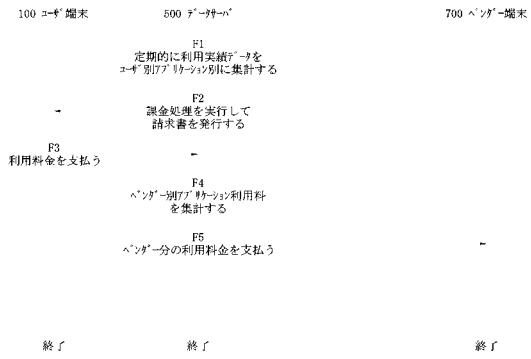 100 ﾕｰｻﾞ端末 500 ﾃﾞｰﾀｻｰﾊﾞ 700 ﾍﾞﾝﾀﾞｰ端末
F1
定期的に利用実績ﾃﾞｰﾀを
ﾕｰｻﾞ別ｱﾌﾟﾘｹｰｼｮﾝ別に集計する
F2
課金処理を実行して
請求書を発行する
F3
利用料金を支払う
F4
ﾍﾞﾝﾀﾞｰ別ｱﾌﾟﾘｹｰｼｮﾝ利用料
を集計する
F5
ﾍﾞﾝﾀﾞｰ分の利用料金を支払う
終了 終了 終了